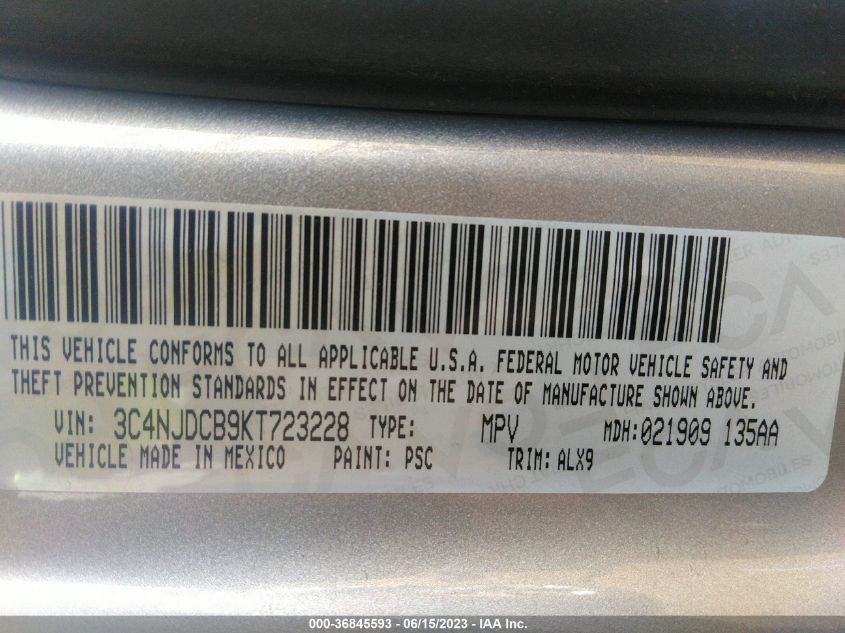 THIS VEHICLE CONFORMS TO ALL APPLICABLE U.S.A. FEDERAL MOTOR VEHICLE SAFETY AND
THEFT PREVENTION STANDARDS IN EFFECT ON THE DATE OF MANUFACTURE SHOWN ABOVE.
VIN: 3C4NJDCB9KT723228 TYPE: MPV MDH:021909 135AA
VEHICLE MADE IN MEXICO PAINT: PSC TRIM: ALX9
000-36845593 - 06/15/2023 - IAA